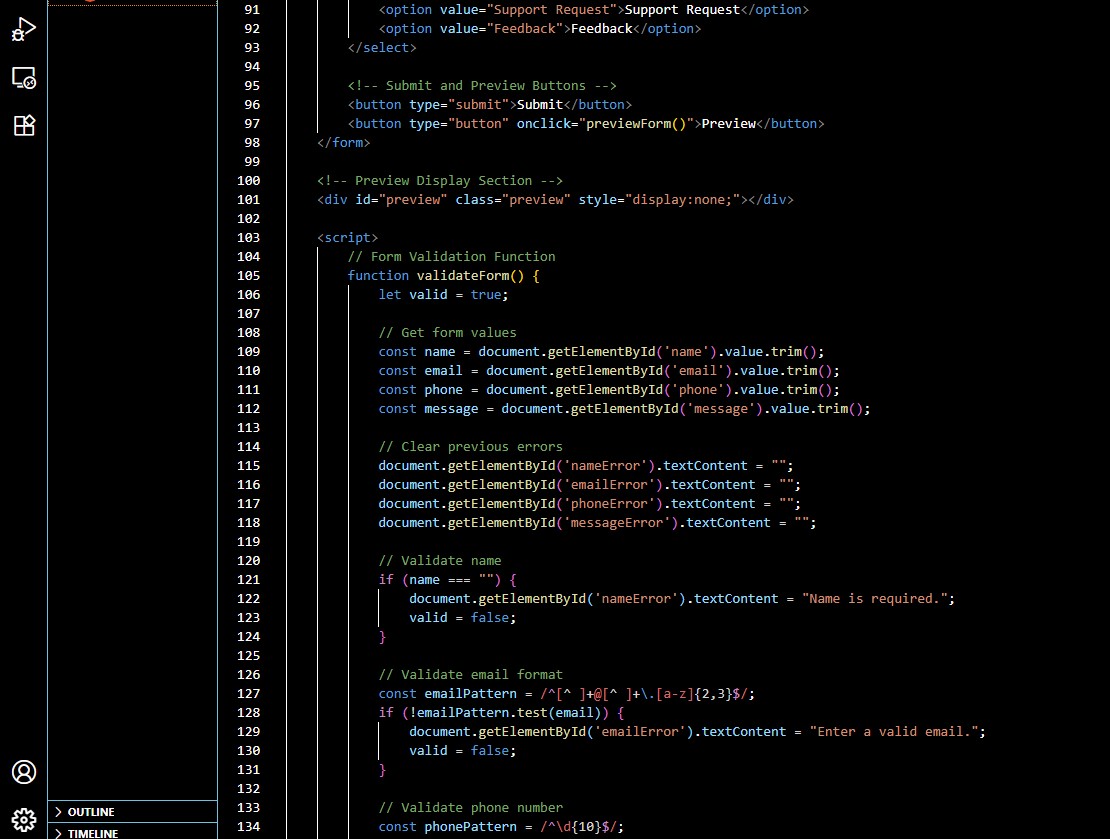 91 <option value="Support Request">Support Request</option>
92 <option value="Feedback">Feedback</option>
93 </select>
94
95 <!-- Submit and Preview Buttons -->
96 <button type="submit">Submit</button>
97 <button type="button" onclick="previewForm()">Preview</button>
98 </form>
99
100 <!-- Preview Display Section -->
101 <div id="preview" class="preview" style="display:none;"></div>
102
103 <script>
104 // Form Validation Function
105 function validateForm() {
106 let valid = true;
107
108 // Get form values
109 const name = document.getElementById('name').value.trim();
110 const email = document.getElementById('email').value.trim();
111 const phone = document.getElementById('phone').value.trim();
112 const message = document.getElementById('message').value.trim();
113
114 // Clear previous errors
115 document.getElementById('nameError').textContent = "";
116 document.getElementById('emailError').textContent = "";
117 document.getElementById('phoneError').textContent = "";
118 document.getElementById('messageError').textContent = "";
119
120 // Validate name
121 if (name === "") {
122 document.getElementById('nameError').textContent = "Name is required.";
123 valid = false;
124 }
125
126 // Validate email format
127 const emailPattern = /^[^ ]+@[^ ]+\.[a-z]{2,3}$/;
128 if (!emailPattern.test(email)) {
129 document.getElementById('emailError').textContent = "Enter a valid email.";
130 valid = false;
131 }
132
133 // Validate phone number
134 const phonePattern = /^\d{10}$/;
OUTLINE
TIMELINE